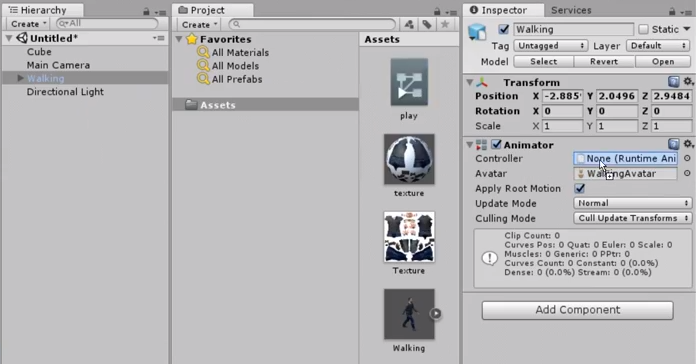 Hierarchy
Create
All
Untitled*
Cube
Main Camera
Walking
Directional Light
Project
Create
Favorites
All Materials
All Models
All Prefabs
Assets
Assets
play
texture
Texture
Walking
Inspector Services
Walking Static
Tag Untagged Layer Default
Model Select Revert Open
Transform
Position X -2.885 Y 2.0496 Z 2.9484
Rotation X 0 Y 0 Z 0
Scale X 1 Y 1 Z 1
Animator
Controller None (Runtime Ani
Avatar WalkingAvatar
Apply Root Motion
Update Mode Normal
Culling Mode Cull Update Transforms
Clip Count: 0
Curves Pos: 0 Quat: 0 Euler: 0 Scale: 0
Muscles: 0 Generic: 0 PPtr: 0
Curves Count: 0 Constant: 0 (0.0%)
Dense: 0 (0.0%) Stream: 0 (0.0%)
Add Component